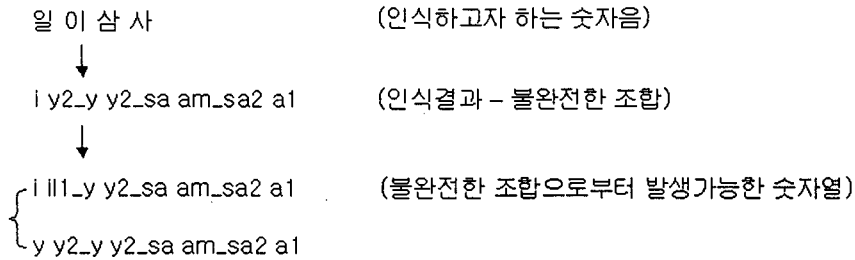 일 이 삼 사 (인식하고자 하는 숫자음)
i y2_y y2_sa am_sa2 a1 (인식결과 – 불완전한 조합)
i il1_y y2_sa am_sa2 a1 (불완전한 조합으로부터 발생가능한 숫자열)
y y2_y y2_sa am_sa2 a1